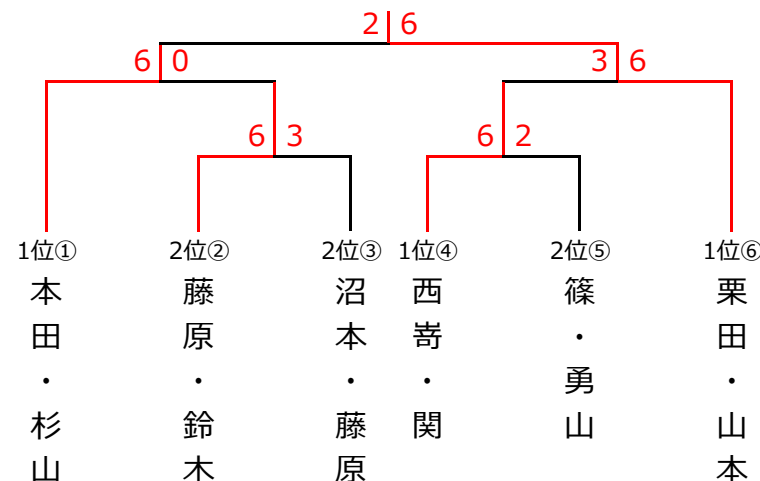 2 6
6 0
3 6
6 3
6 2
1位①
2位②
2位③
1位④
2位⑤
1位⑥
本田・杉山
藤原・鈴木
沼本・藤原
西嵜・関
篠・勇山
栗田・山本